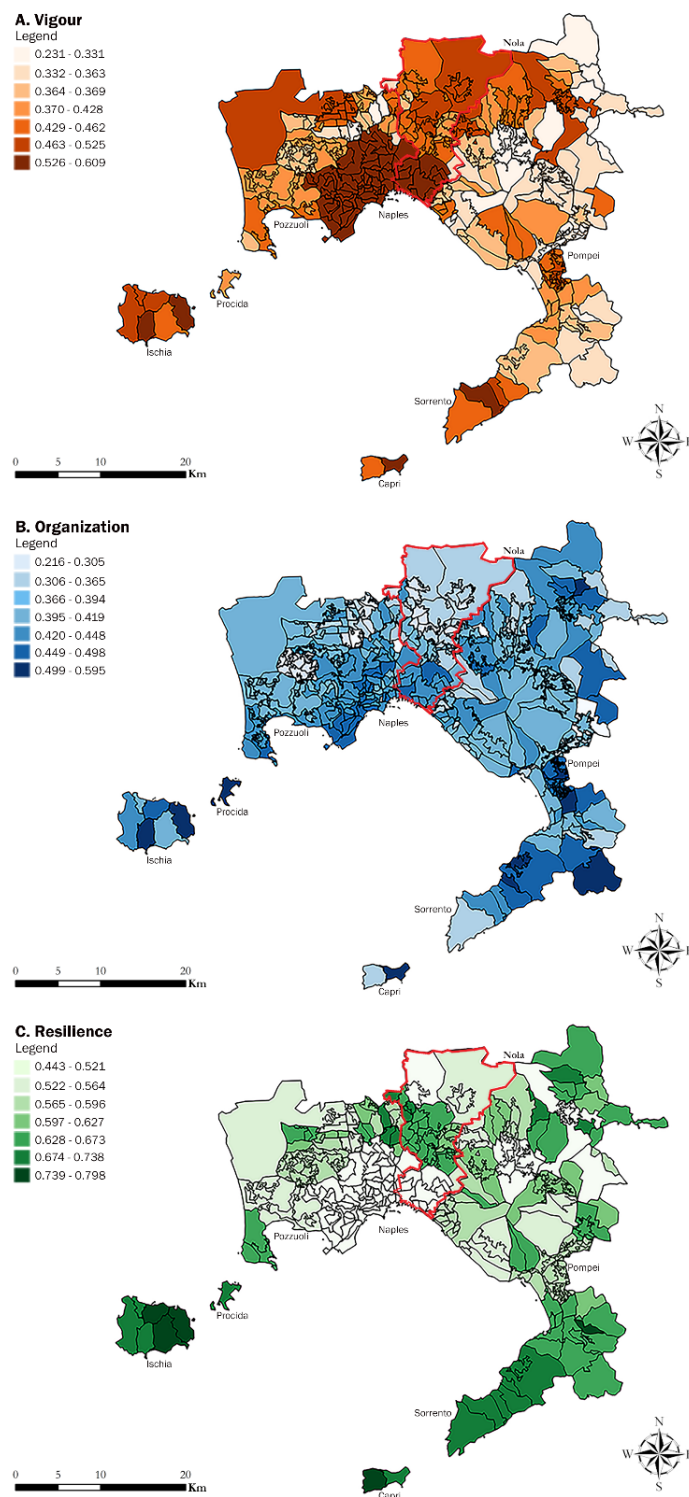 A. Vigour
Legend
0.231 - 0.331
0.332 - 0.363
0.364 - 0.369
0.370 - 0.428
0.429 - 0.462
0.463 - 0.525
0.526 - 0.609
Nola
Pozzuoli
Naples
Pompei
Procida
Ischia
Sorrento
Capri
N
W
S
0 5 10 20
Km
B. Organization
Legend
0.216 - 0.305
0.306 - 0.365
0.366 - 0.394
0.395 - 0.419
0.420 - 0.448
0.449 - 0.498
0.499 - 0.595
Nola
Pozzuoli
Naples
Pompei
Procida
Ischia
Sorrento
Capri
N
W
S
0 5 10 20
Km
C. Resilience
Legend
0.443 - 0.521
0.522 - 0.564
0.565 - 0.596
0.597 - 0.627
0.628 - 0.673
0.674 - 0.738
0.739 - 0.798
Nola
Pozzuoli
Naples
Pompei
Procida
Ischia
Sorrento
Capri
N
W
S
0 5 10 20
Km